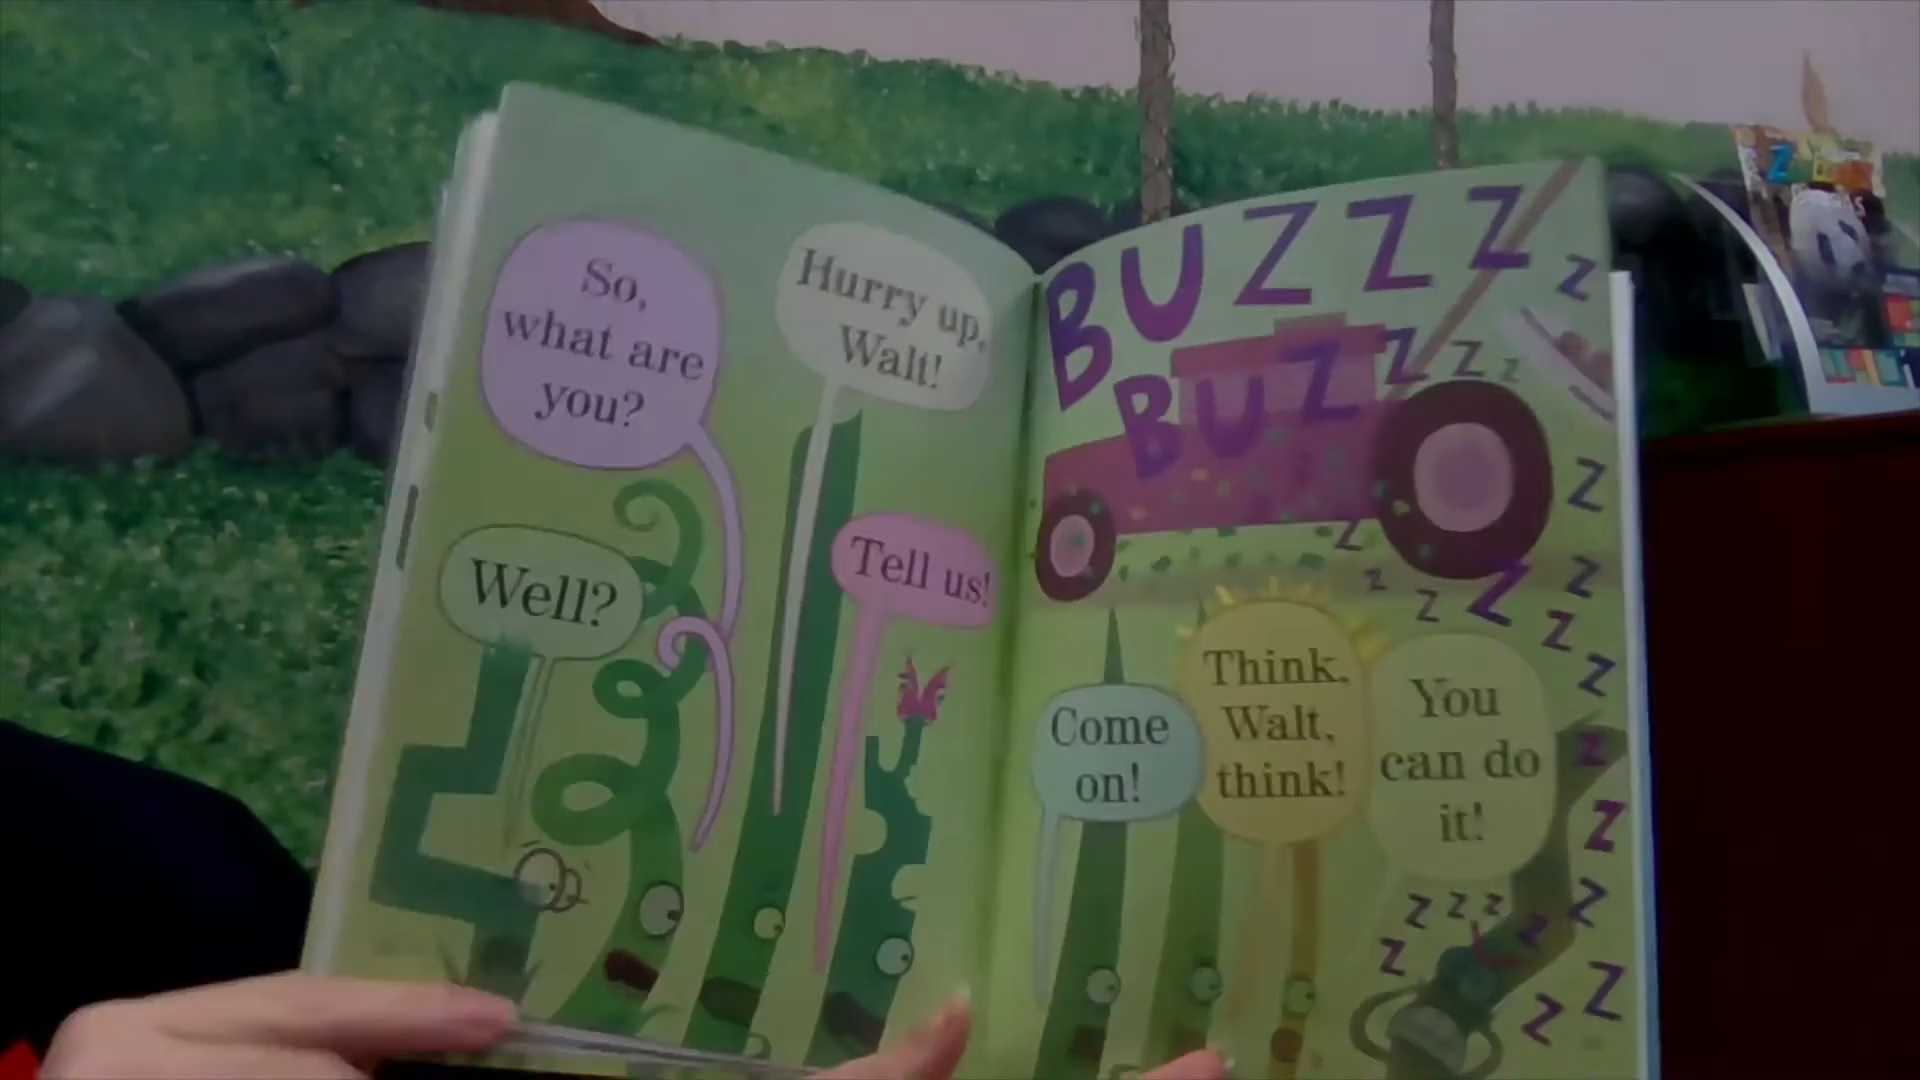 So,
what are
you?
Hurry up,
Walt!
Well?
Tell us!
BUZZZ
BUZZZZ
Come
on!
Think,
Walt,
think!
You
can do
it!